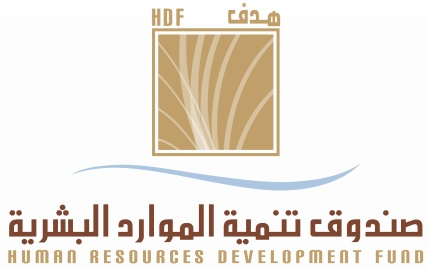 HDF هدف
صندوق تنمية الموارد البشرية
HUMAN RESOURCES DEVELOPMENT FUND